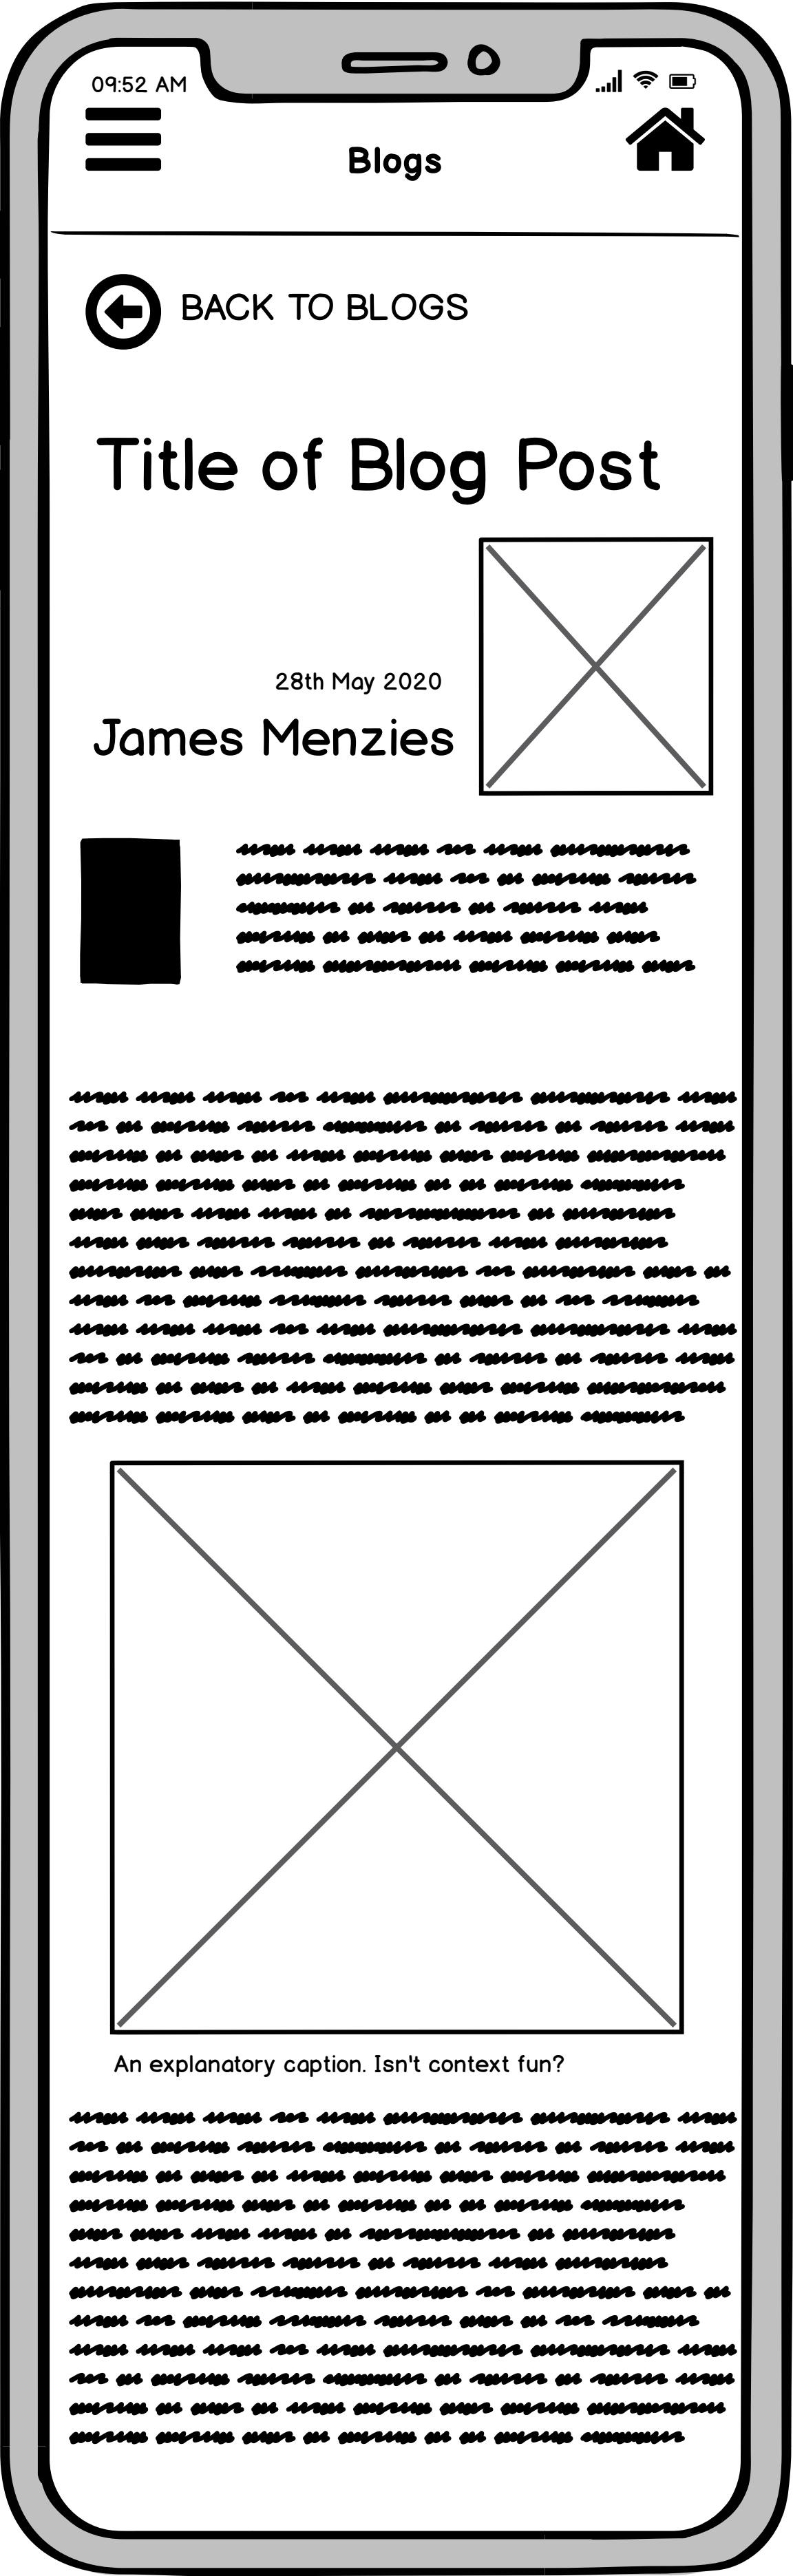 09:52 AM
Blogs
BACK TO BLOGS
Title of Blog Post
28th May 2020
James Menzies
An explanatory caption. Isn't context fun?